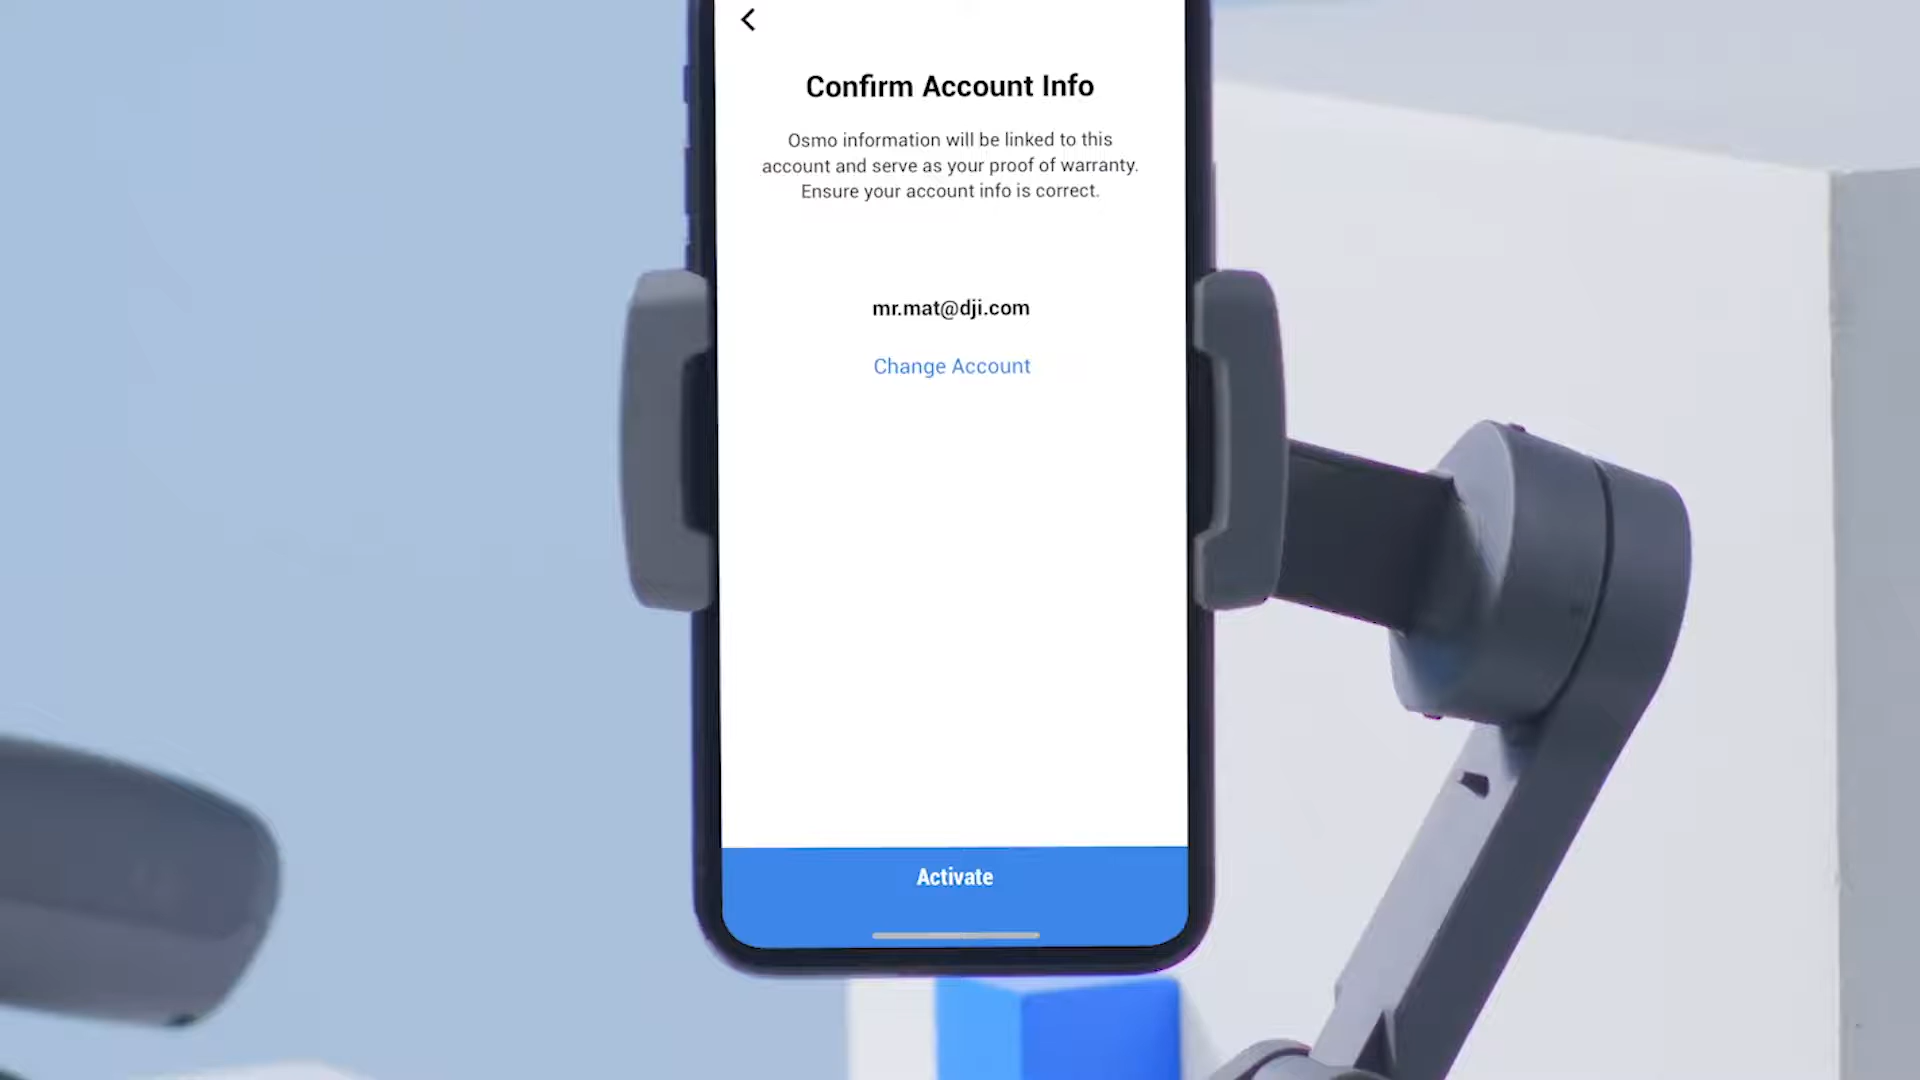 Confirm Account Info
Osmo information will be linked to this
account and serve as your proof of warranty.
Ensure your account info is correct.
mr.mat@dji.com
Change Account
Activate